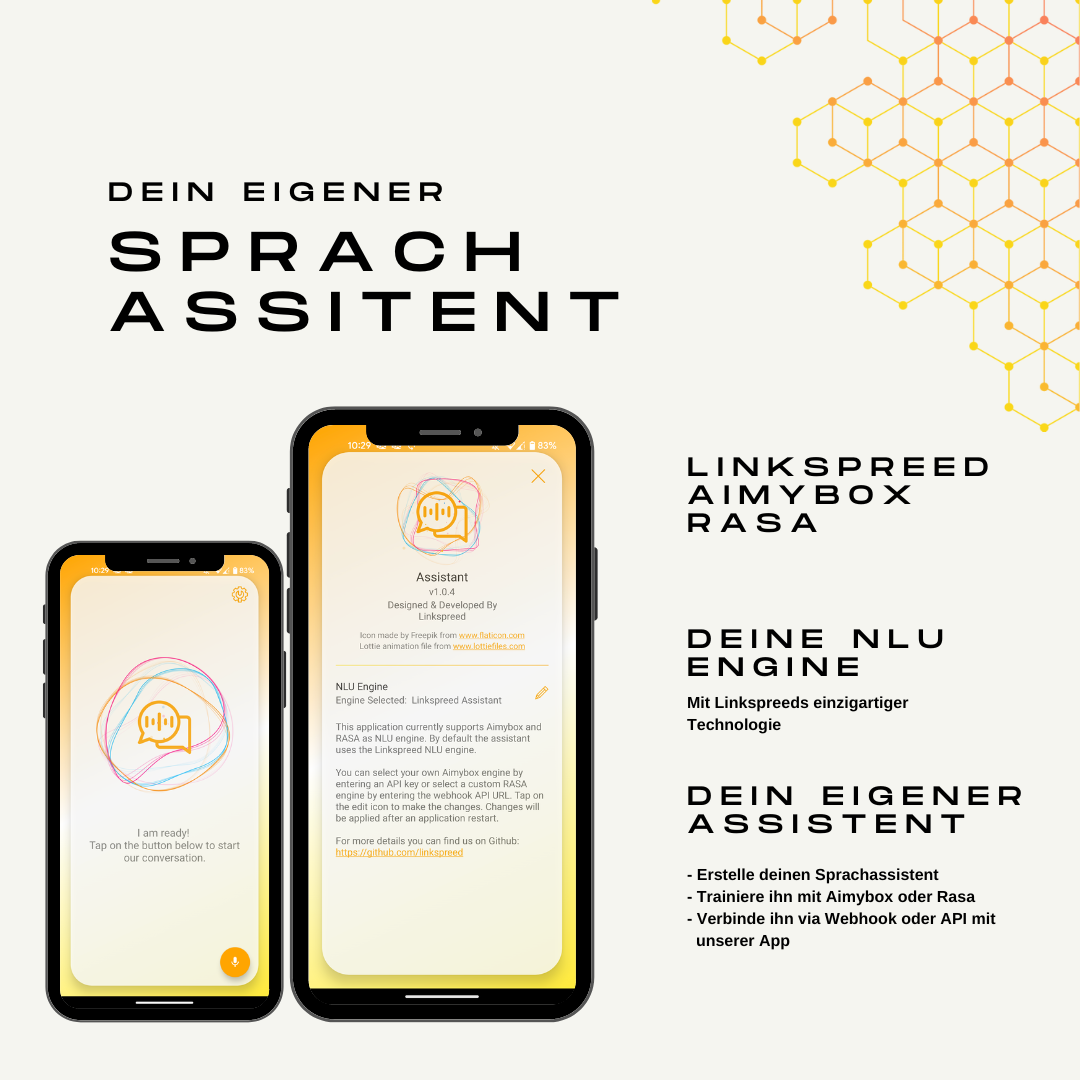 DEIN EIGENER
SPRACH
ASSITENT
10:29
83%
I am ready!
Tap on the button below to start
our conversation.
10:29
83%
Assistant
v1.0.4
Designed & Developed By
Linkspreed
Icon made by Freepik from www.flaticon.com
Lottie animation file from www.lottiefiles.com
NLU Engine
Engine Selected: Linkspreed Assistant
This application currently supports Aimybox and
RASA as NLU engine. By default the assistant
uses the Linkspreed NLU engine.
You can select your own Aimybox engine by
entering an API key or select a custom RASA
engine by entering the webhook API URL. Tap on
the edit icon to make the changes. Changes will
be applied after an application restart.
For more details you can find us on Github:
https://github.com/linkspreed
LINKSPREED
AIMYBOX
RASA
DEINE NLU
ENGINE
Mit Linkspreeds einzigartiger
Technologie
DEIN EIGENER
ASSISTENT
- Erstelle deinen Sprachassistent
- Trainiere ihn mit Aimybox oder Rasa
- Verbinde ihn via Webhook oder API mit
unserer App